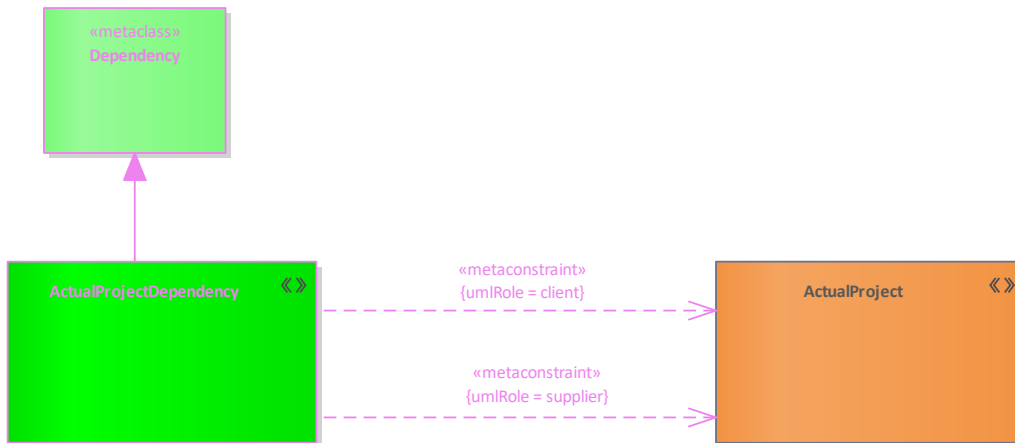 «metaclass»
Dependency
ActualProjectDependency
«metaconstraint»
{umlRole = client}
ActualProject
«metaconstraint»
{umlRole = supplier}